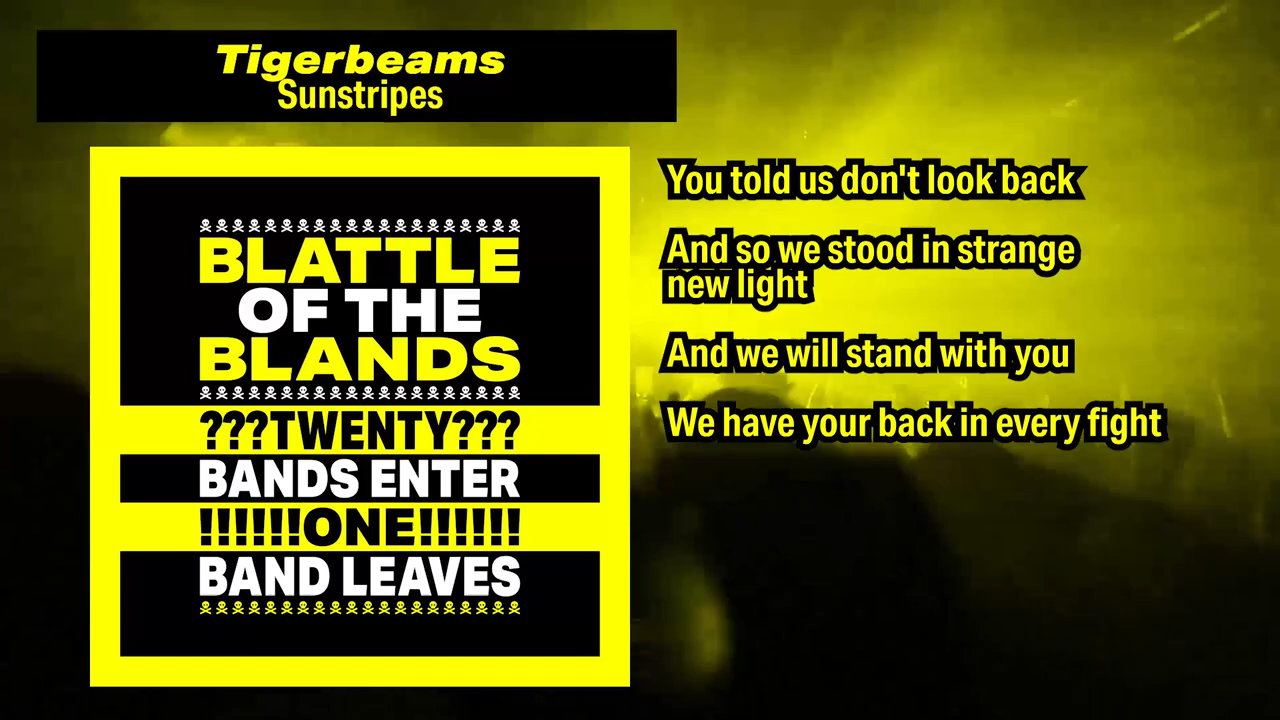 Tigerbeams
Sunstripes
BLATTLE
OF THE
BLANDS
???TWENTY???
BANDS ENTER
!!!!!!ONE!!!!!!
BAND LEAVES
You told us don't look back
And so we stood in strange
new light
And we will stand with you
We have your back in every fight